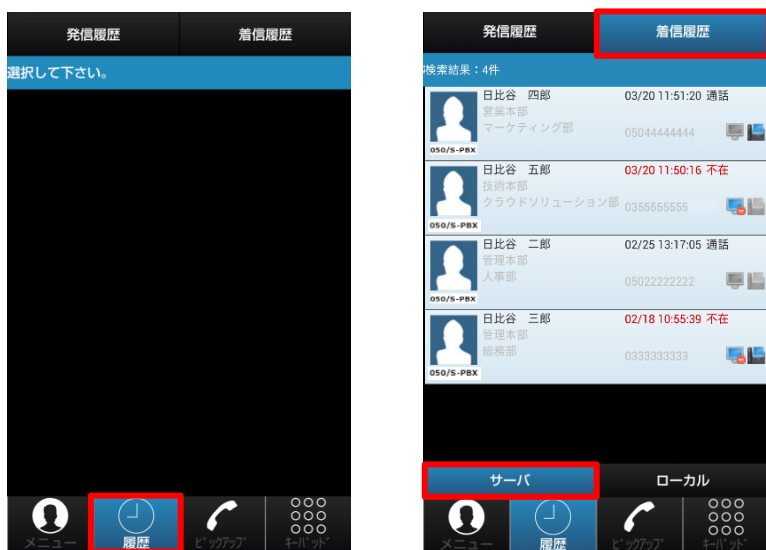 発信履歴 着信履歴
選択して下さい。
メニュー 履歴 ピックアップ キーパッド
発信履歴 着信履歴
検索結果：4件
日比谷 四郎 03/20 11:51:20 通話
営業本部
マーケティング部 05044444444
050/S-PBX
日比谷 五郎 03/20 11:50:16 不在
技術本部
クラウドソリューション部 0355555555
050/S-PBX
日比谷 二郎 02/25 13:17:05 通話
管理本部
人事部 05022222222
050/S-PBX
日比谷 三郎 02/18 10:55:39 不在
管理本部
総務部 0333333333
050/S-PBX
サーバ ローカル
メニュー 履歴 ピックアップ キーパッド